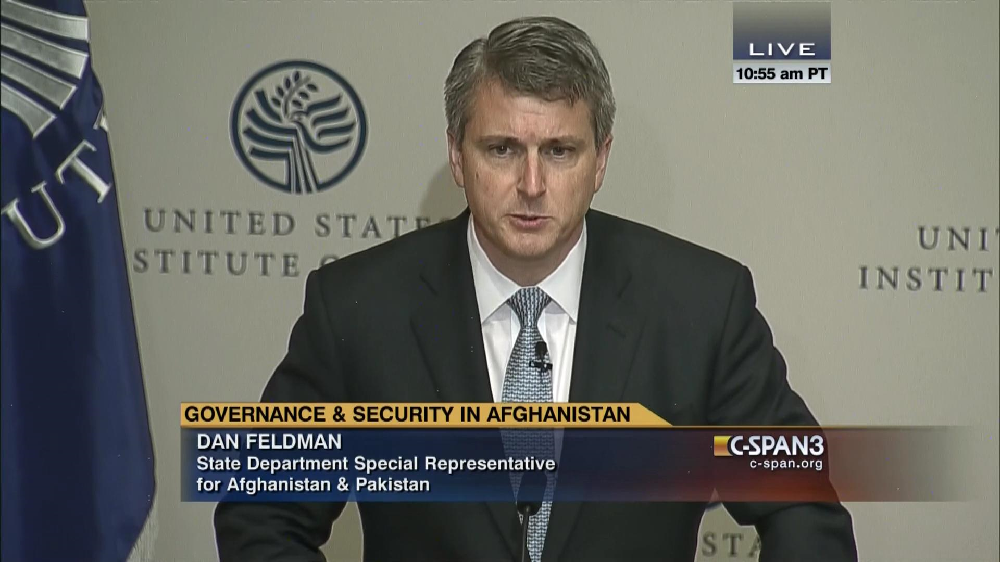 LIVE
10:55 am PT
UT
UNITED STATE
STITUTE
UNI
INSTIT
GOVERNANCE & SECURITY IN AFGHANISTAN
DAN FELDMAN
State Department Special Representative
for Afghanistan & Pakistan
C-SPAN3
c-span.org
STA